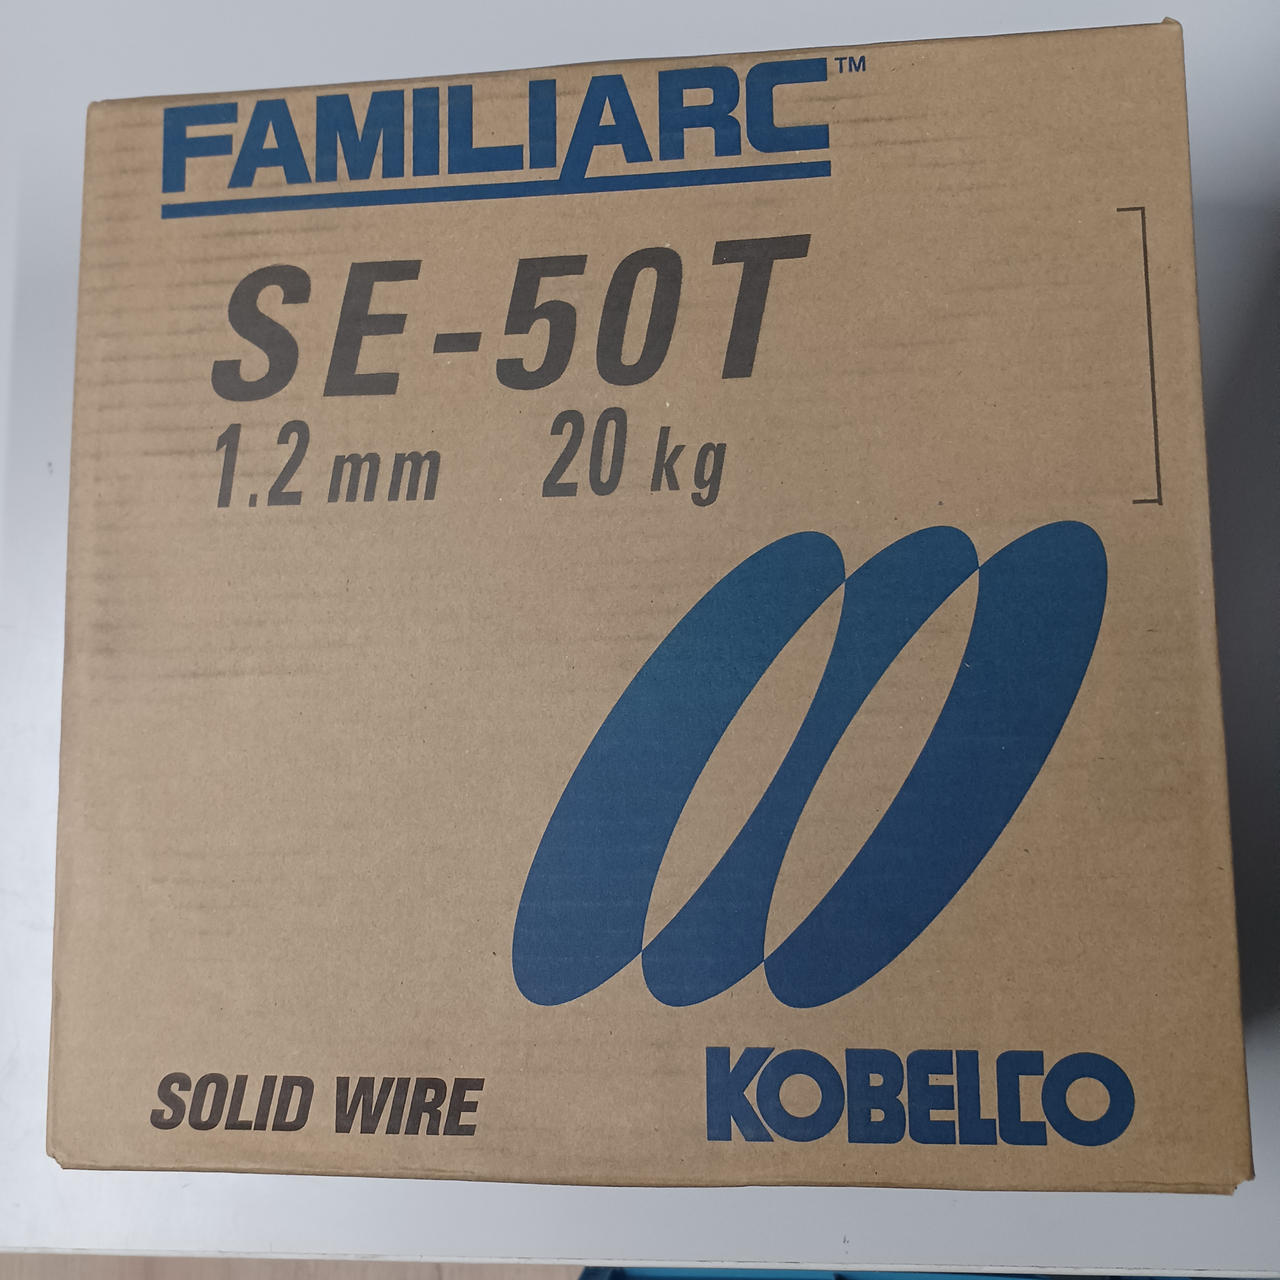 FAMILIARC™
SE-50T
1.2 mm 20 kg
SOLID WIRE
KOBELCO